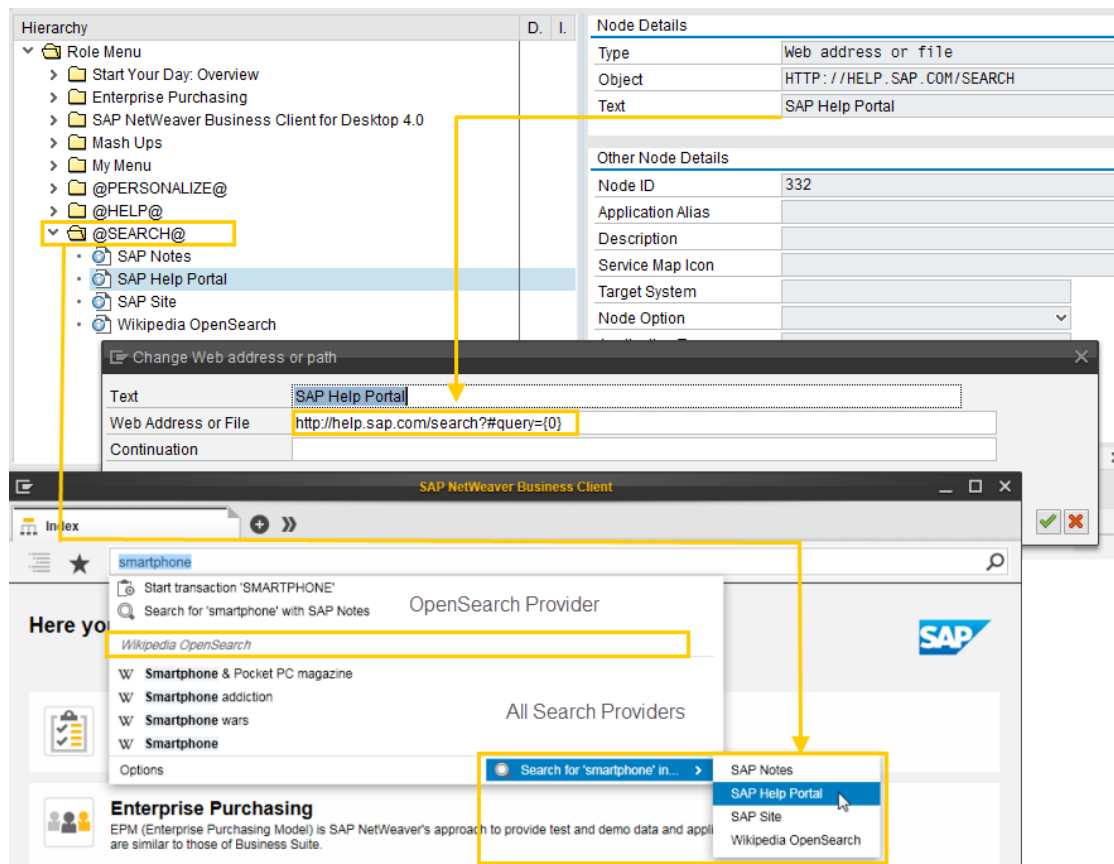 Hierarchy D. I.
Role Menu
Start Your Day: Overview
Enterprise Purchasing
SAP NetWeaver Business Client for Desktop 4.0
Mash Ups
My Menu
@PERSONALIZE@
@HELP@
@SEARCH@
SAP Notes
SAP Help Portal
SAP Site
Wikipedia OpenSearch
Node Details
Type Web address or file
Object HTTP://HELP.SAP.COM/SEARCH
Text SAP Help Portal
Other Node Details
Node ID 332
Application Alias
Description
Service Map Icon
Target System
Node Option
Change Web address or path
Text SAP Help Portal
Web Address or File http://help.sap.com/search?#query={0}
Continuation
SAP NetWeaver Business Client
Index
smartphone
Start transaction 'SMARTPHONE'
Search for 'smartphone' with SAP Notes
OpenSearch Provider
Here yo
SAP
Wikipedia OpenSearch
W Smartphone & Pocket PC magazine
W Smartphone addiction
W Smartphone wars
W Smartphone
All Search Providers
Options
Search for 'smartphone' in...
SAP Notes
SAP Help Portal
SAP Site
Wikipedia OpenSearch
Enterprise Purchasing
EPM (Enterprise Purchasing Model) is SAP NetWeaver's approach to provide test and demo data and appli
are similar to those of Business Suite.